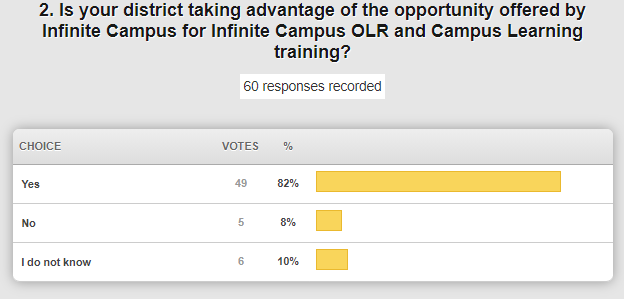 2. Is your district taking advantage of the opportunity offered by
Infinite Campus for Infinite Campus OLR and Campus Learning
training?
60 responses recorded
CHOICE VOTES %
Yes 49 82%
No 5 8%
I do not know 6 10%